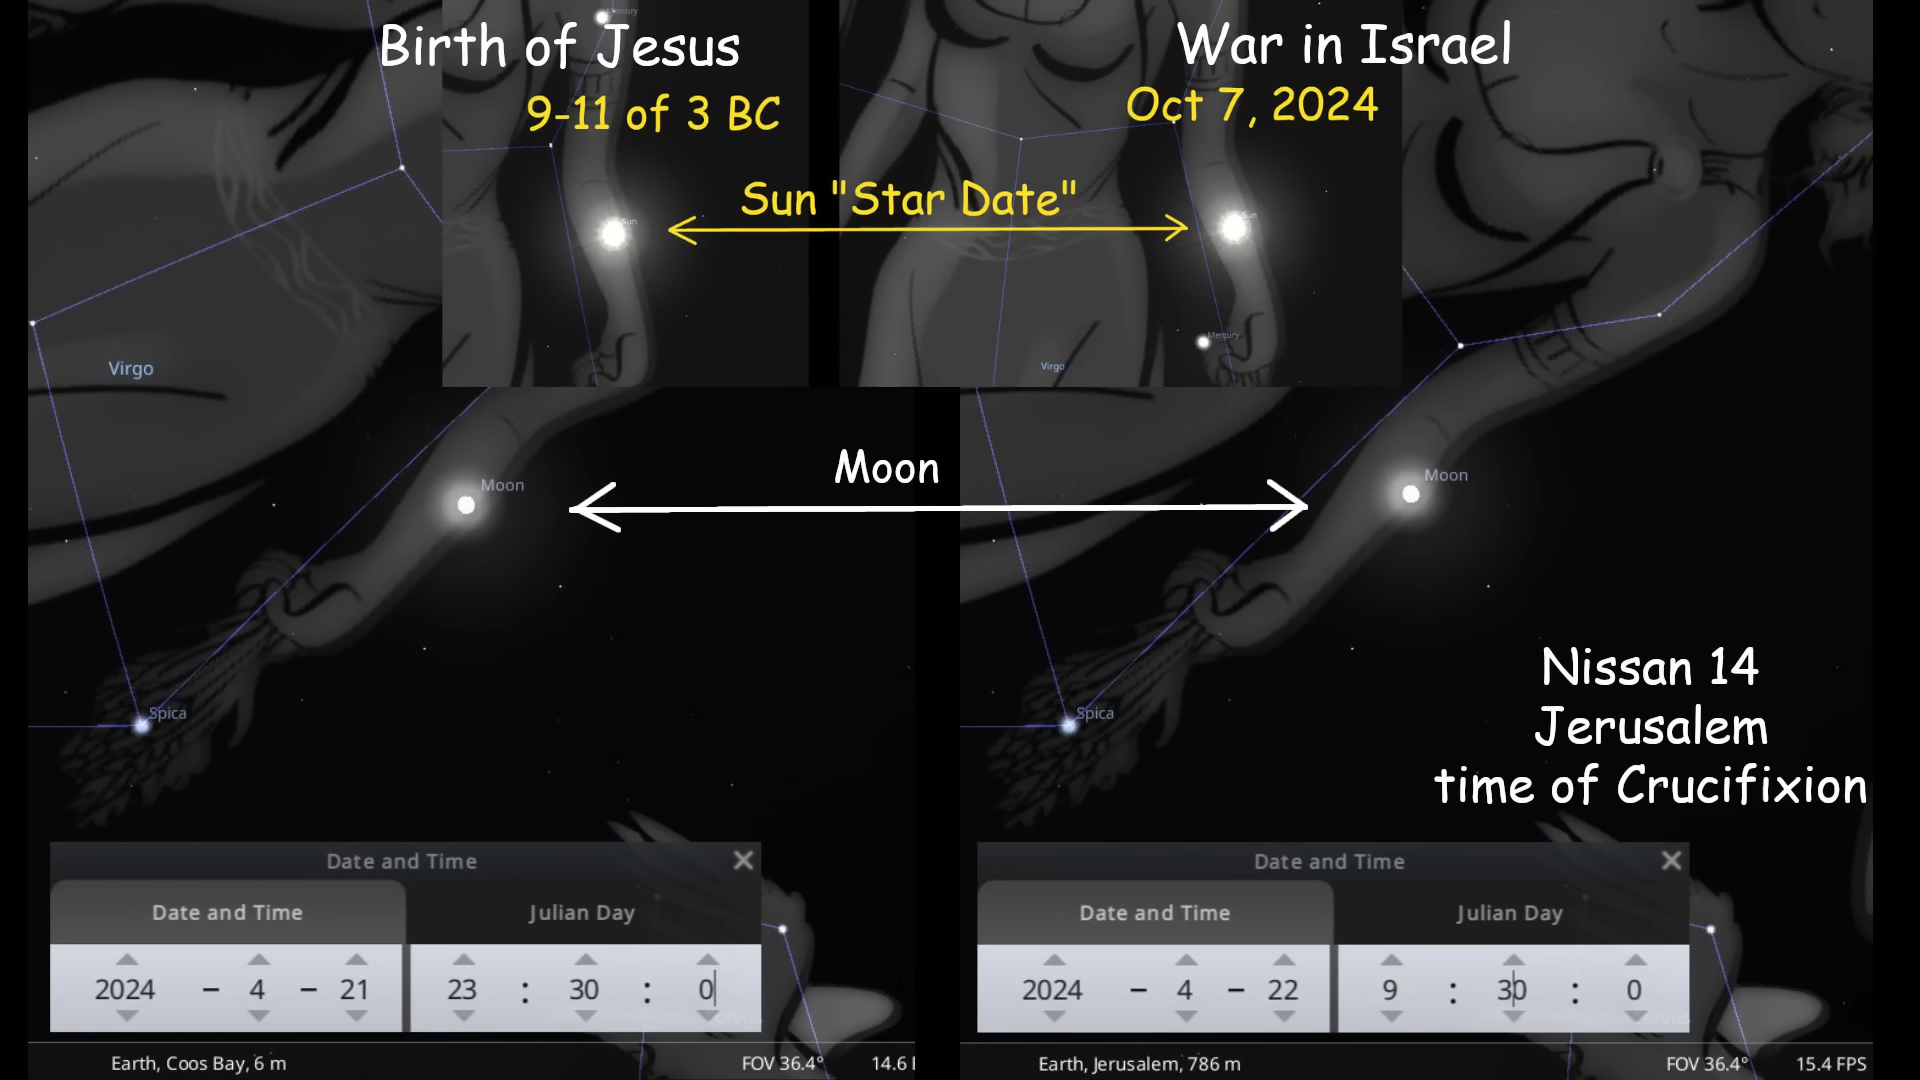 Mercury
Birth of Jesus
9-11 of 3 BC
War in Israel
Oct 7, 2024
Sun "Star Date"
Sun
Sun
Mercury
Virgo
Virgo
Moon
Moon
Moon
Spica
Spica
Nissan 14
Jerusalem
time of Crucifixion
Date and Time
Date and Time
Julian Day
2024 - 4 - 21
23 : 30 : 0
Earth, Coos Bay, 6 m
FOV 36.4°
14.6
Date and Time
Date and Time
Julian Day
2024 - 4 - 22
9 : 30 : 0
Earth, Jerusalem, 786 m
FOV 36.4°
15.4 FPS